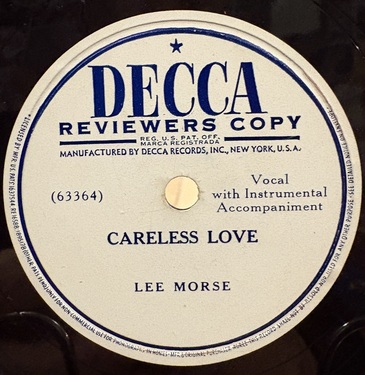 DECCA
REVIEWERS COPY
REG. U.S. PAT. OFF.
MARCA REGISTRADA
MANUFACTURED BY DECCA RECORDS, INC., NEW YORK, U.S.A.
(63364)
Vocal
with Instrumental
Accompaniment
CARELESS LOVE
LEE MORSE